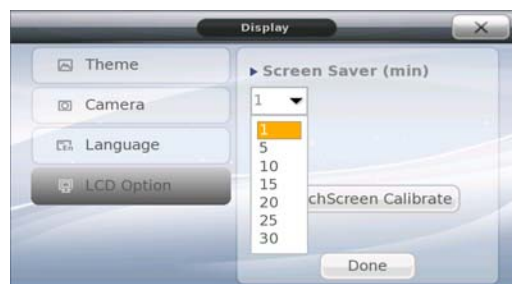 Display
Theme
Camera
Language
LCD Option
Screen Saver (min)
1
1
5
10
15
20
25
30
chScreen Calibrate
Done